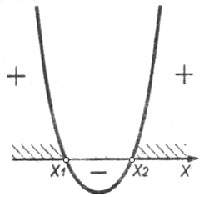 + +
X1 − X2 X